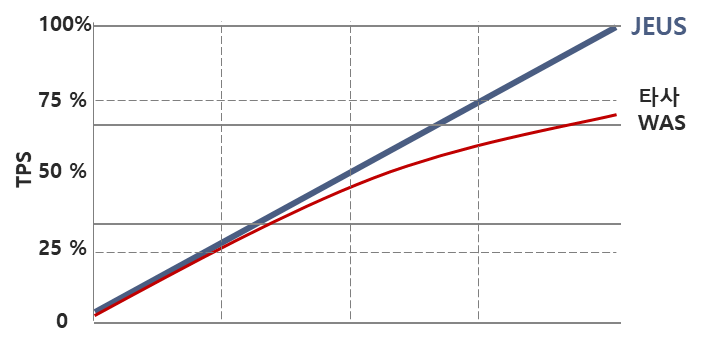 100%
JEUS
75 %
타사
WAS
TPS
50 %
25 %
0